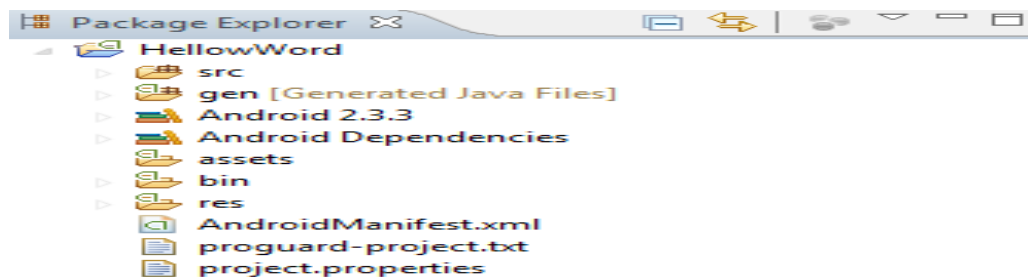 Package Explorer
HellowWord
src
gen [Generated Java Files]
Android 2.3.3
Android Dependencies
assets
bin
res
AndroidManifest.xml
proguard-project.txt
project.properties